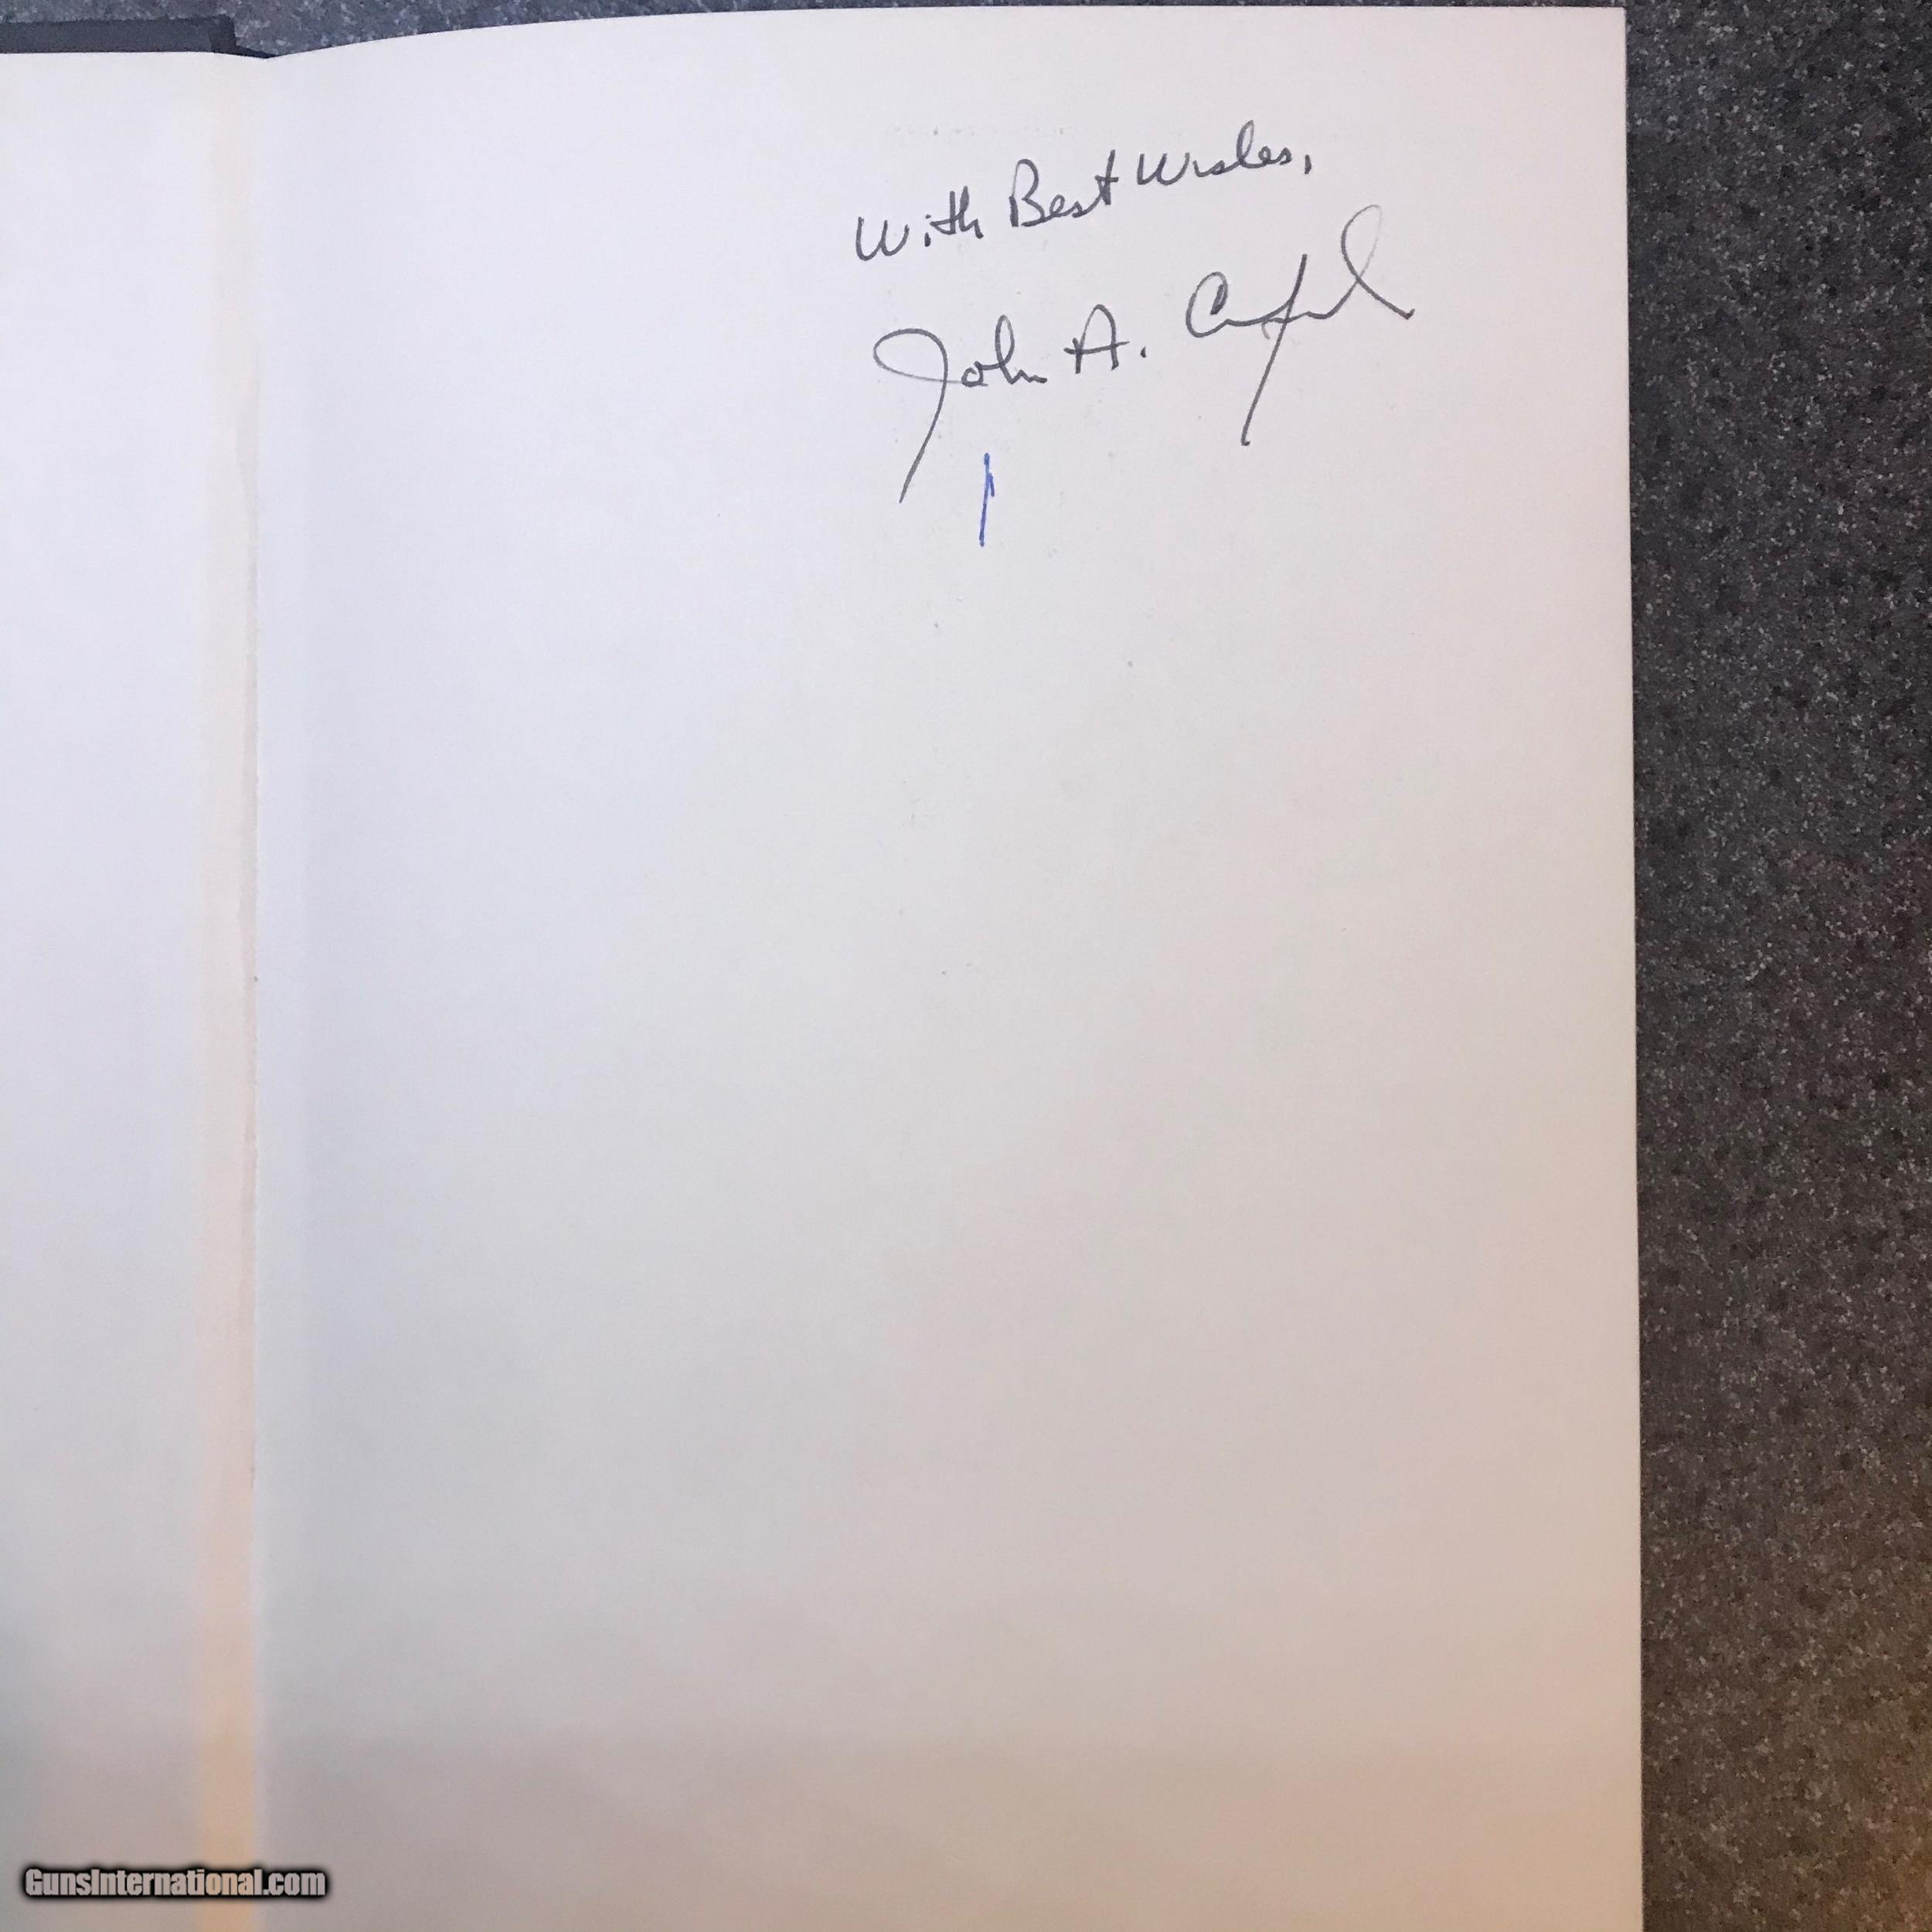 With Best Wishes,
John A.
GunsInternational.com